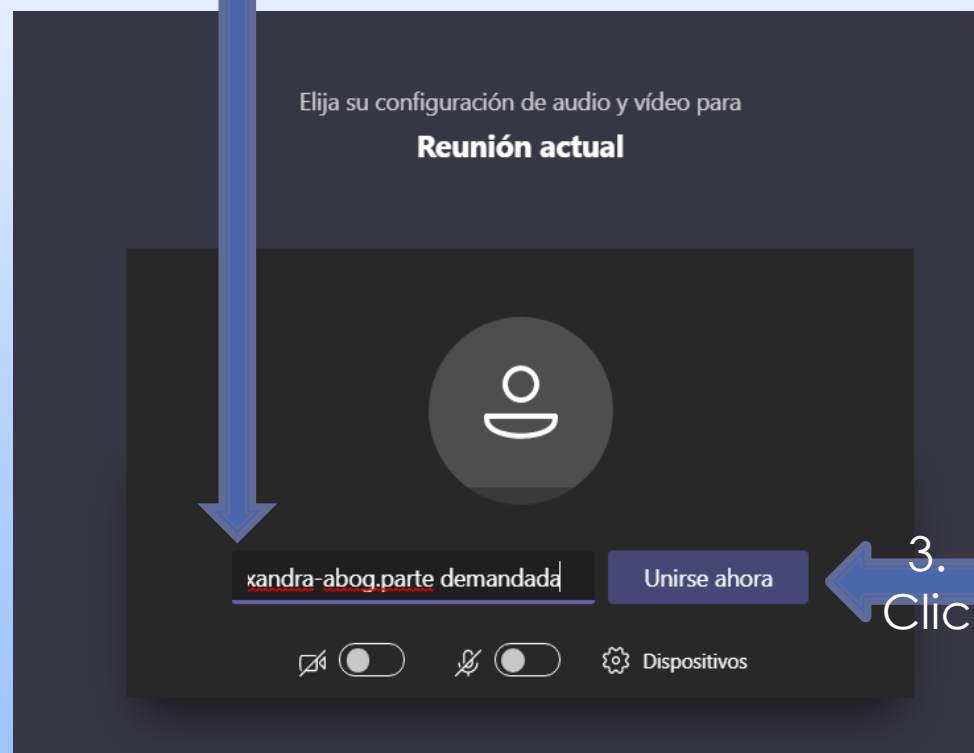 Elija su configuración de audio y vídeo para
Reunión actual
xandra-abog.parte demandada
Unirse ahora
3.
Clic
Dispositivos